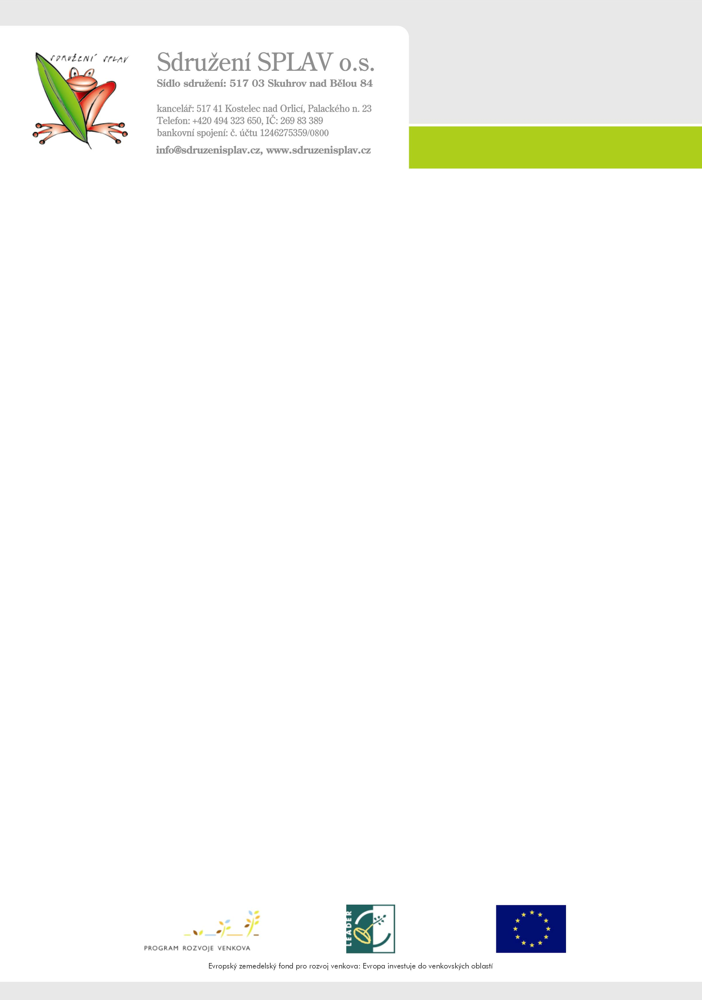 SDRUŽENÍ SPLAV
Sdružení SPLAV o.s.
Sídlo sdružení: 517 03 Skuhrov nad Bělou 84
kancelář: 517 41 Kostelec nad Orlicí, Palackého n. 23
Telefon: +420 494 323 650, IČ: 269 83 389
bankovní spojení: č. účtu 1246275359/0800
info@sdruzenisplav.cz, www.sdruzenisplav.cz
PROGRAM ROZVOJE VENKOVA
LEADER
Evropský zemedelský fond pro rozvoj venkova: Evropa investuje do venkovských oblastí